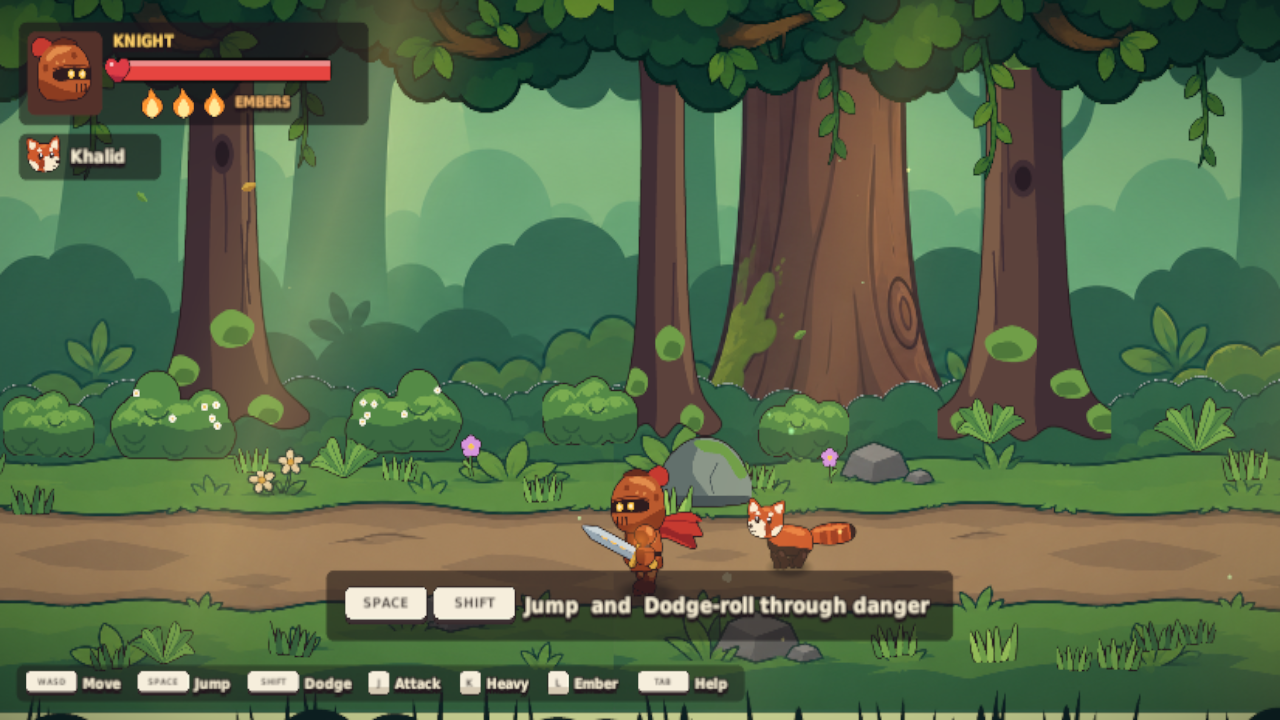 KNIGHT
EMBERS
Khalid
SPACE SHIFT Jump and Dodge-roll through danger
WASD Move SPACE Jump SHIFT Dodge J Attack K Heavy L Ember TAB Help